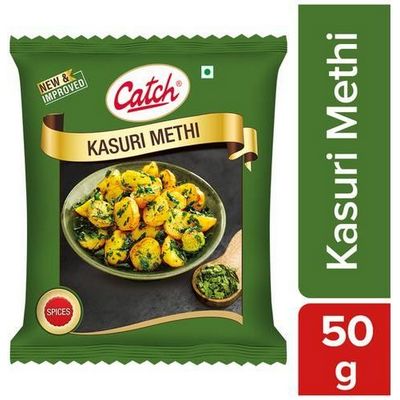 NEW &
IMPROVED
Catch®
KASURI METHI
SPICES
Kasuri Methi
50
g